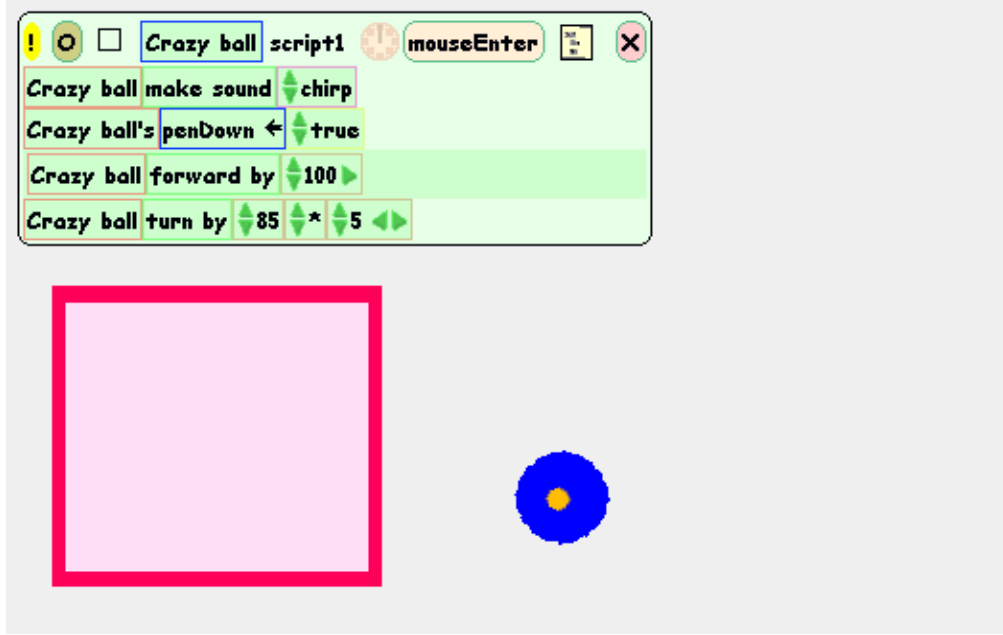 ! O Crazy ball script1 mouseEnter X
Crazy ball make sound chirp
Crazy ball's penDown ← true
Crazy ball forward by 100
Crazy ball turn by 85 * 5